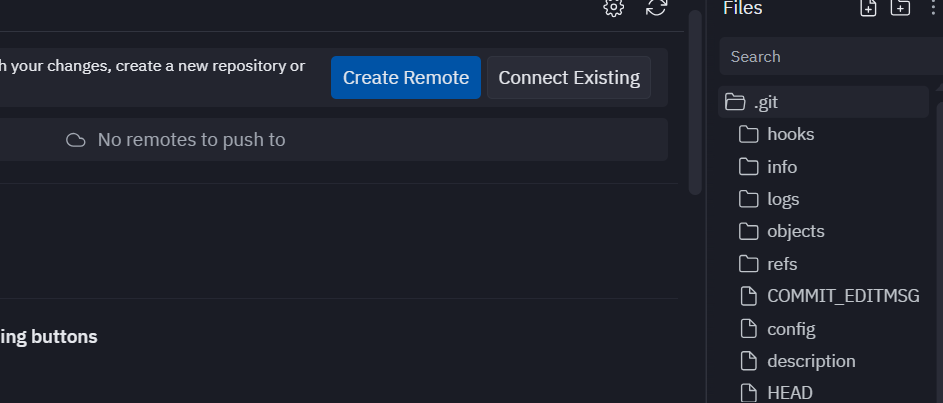 Files
h your changes, create a new repository or
Create Remote
Connect Existing
No remotes to push to
ing buttons
Search
.git
hooks
info
logs
objects
refs
COMMIT_EDITMSG
config
description
HEAD